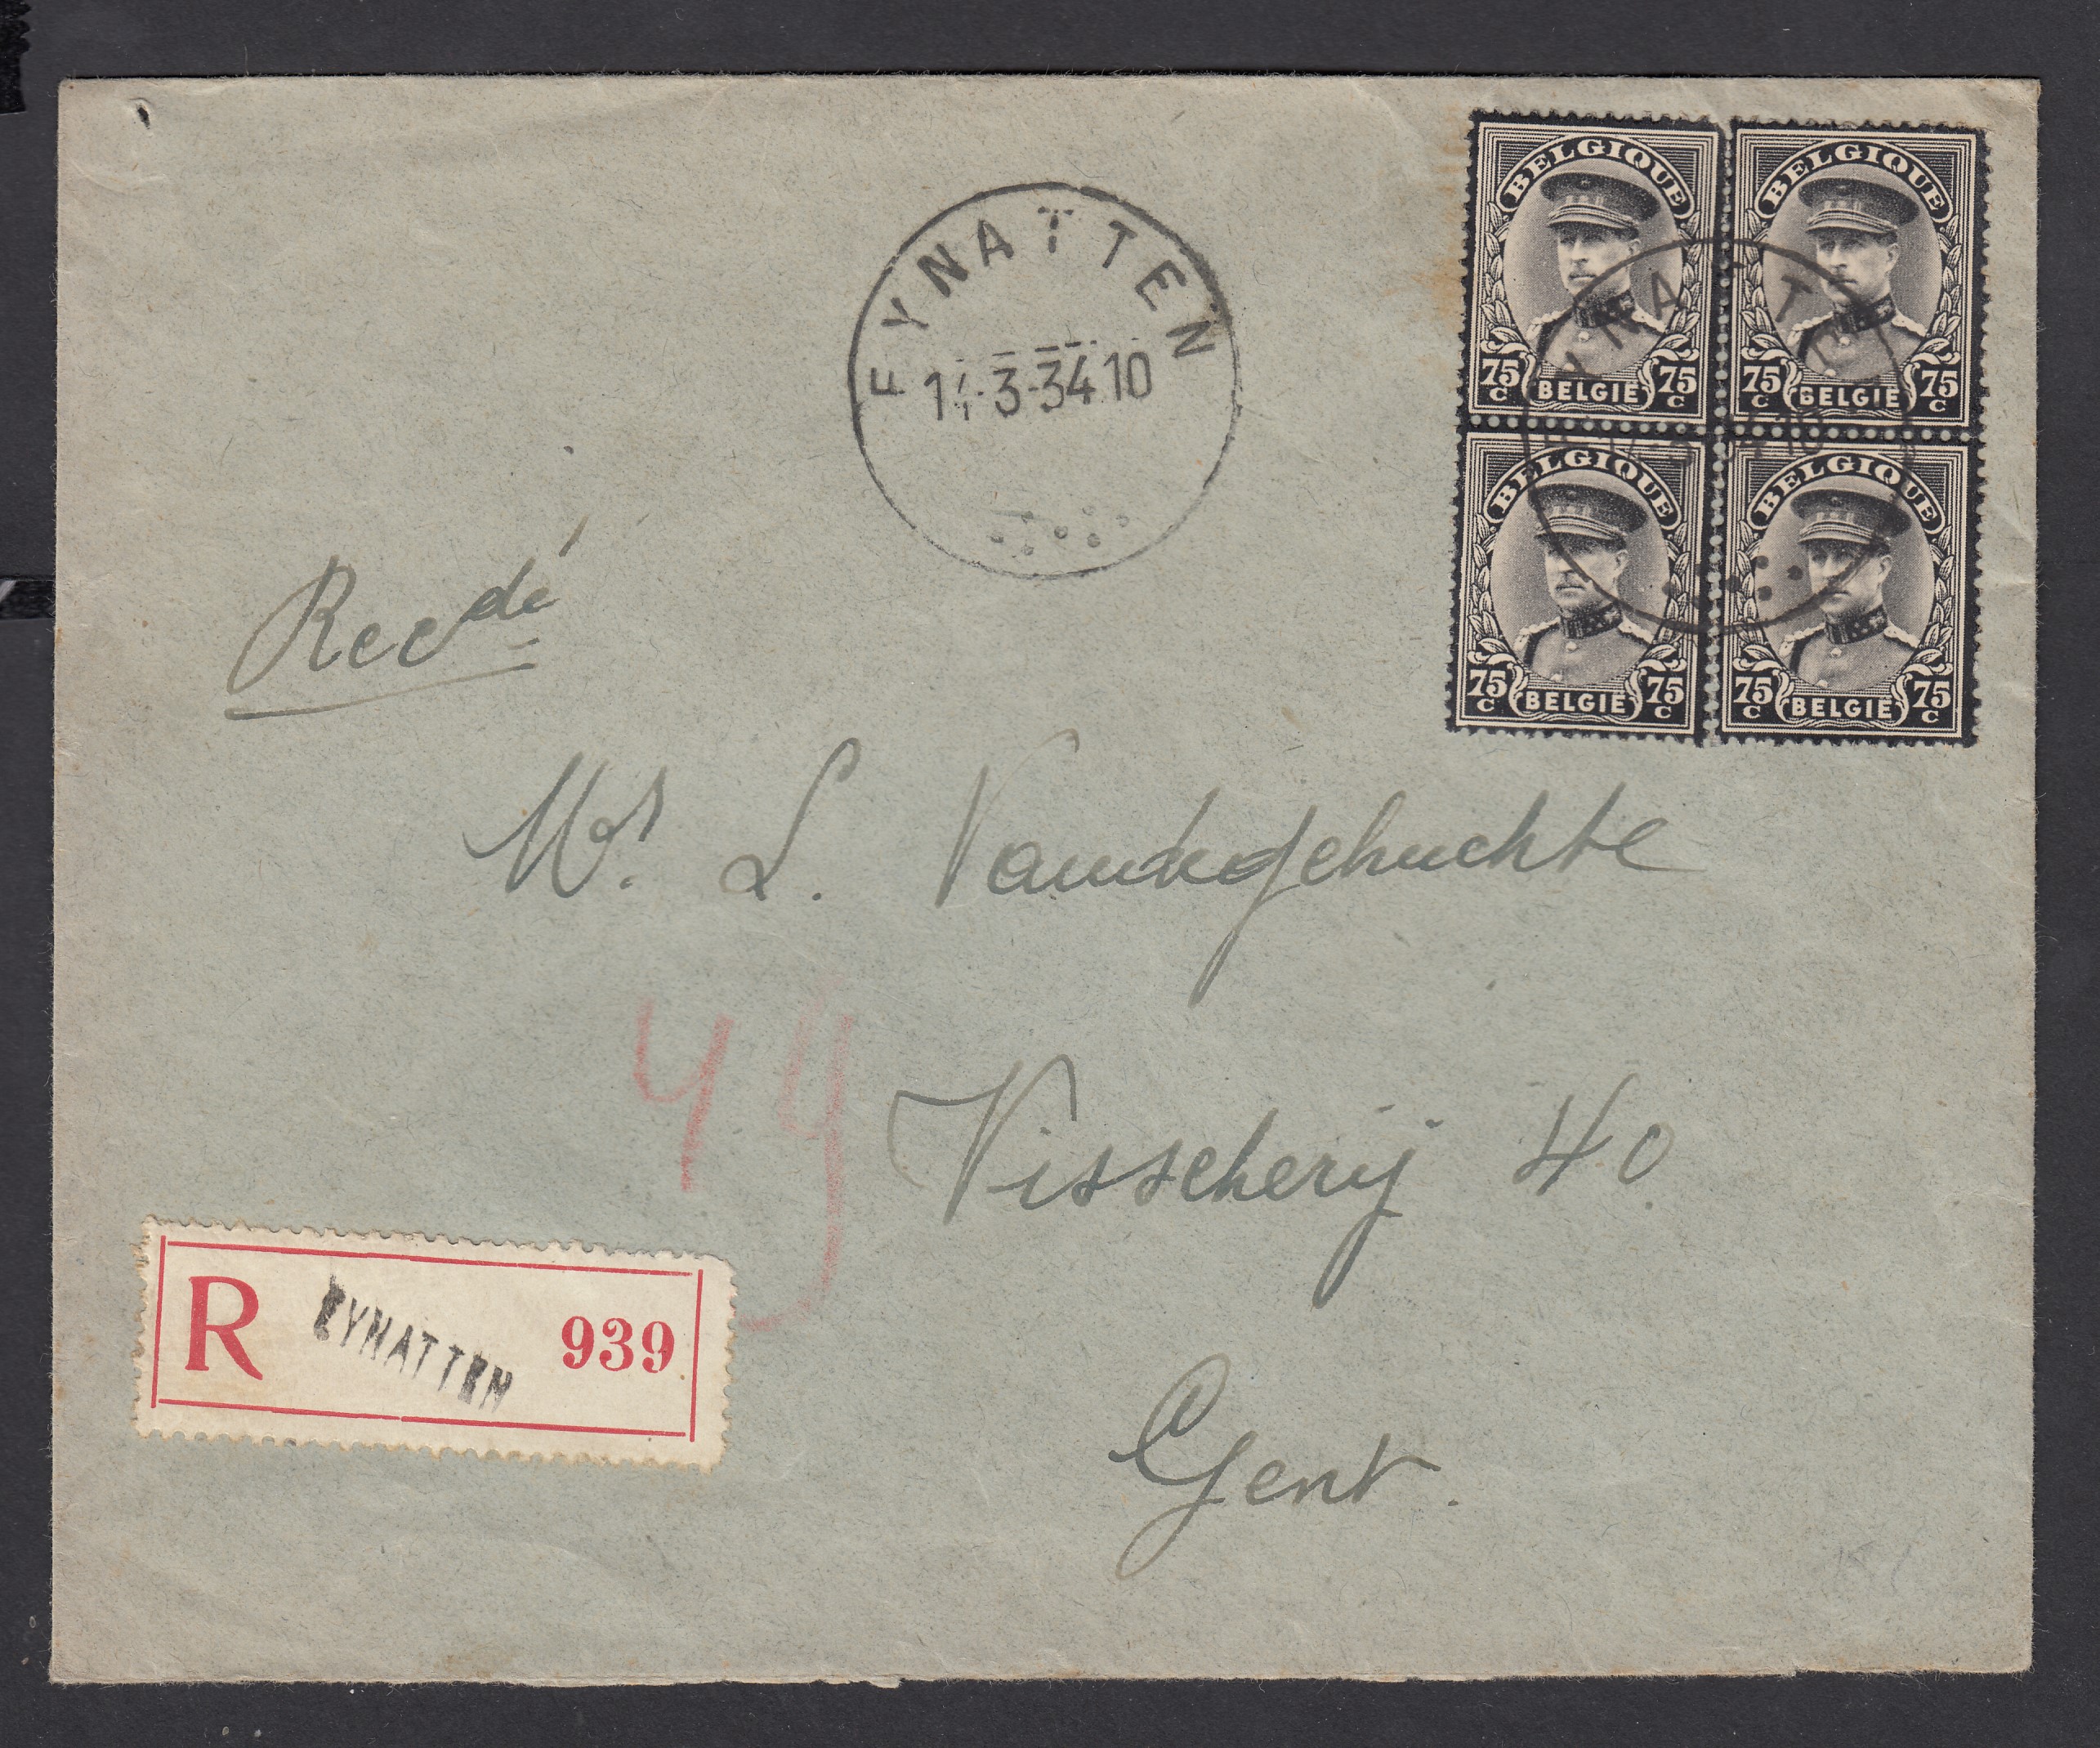 EYNATTEN
14-3-34 10
BELGIQUE
75 c BELGIE 75 c
BELGIQUE
75 c BELGIE 75 c
BELGIQUE
75 c BELGIE 75 c
BELGIQUE
75 c BELGIE 75 c
Recdé
Mr. L. Vandegehuchte
49
Visscherij 40
R EYNATTEN 939
Gent.